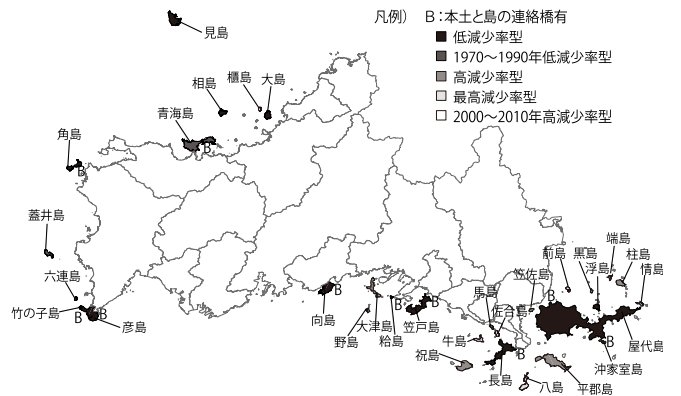 凡例） B：本土と島の連絡橋有
低減少率型
1970〜1990年低減少率型
高減少率型
最高減少率型
2000〜2010年高減少率型
見島
相島
櫃島
大島
青海島
B
角島
B
蓋井島
六連島
竹の子島
B
B
彦島
向島
B
野島
大津島
粭島
B
笠戸島
B
馬島
佐合島
笠佐島
牛島
祝島
長島
B
八島
平郡島
前島
黒島
浮島
端島
柱島
情島
B
B
屋代島
沖家室島